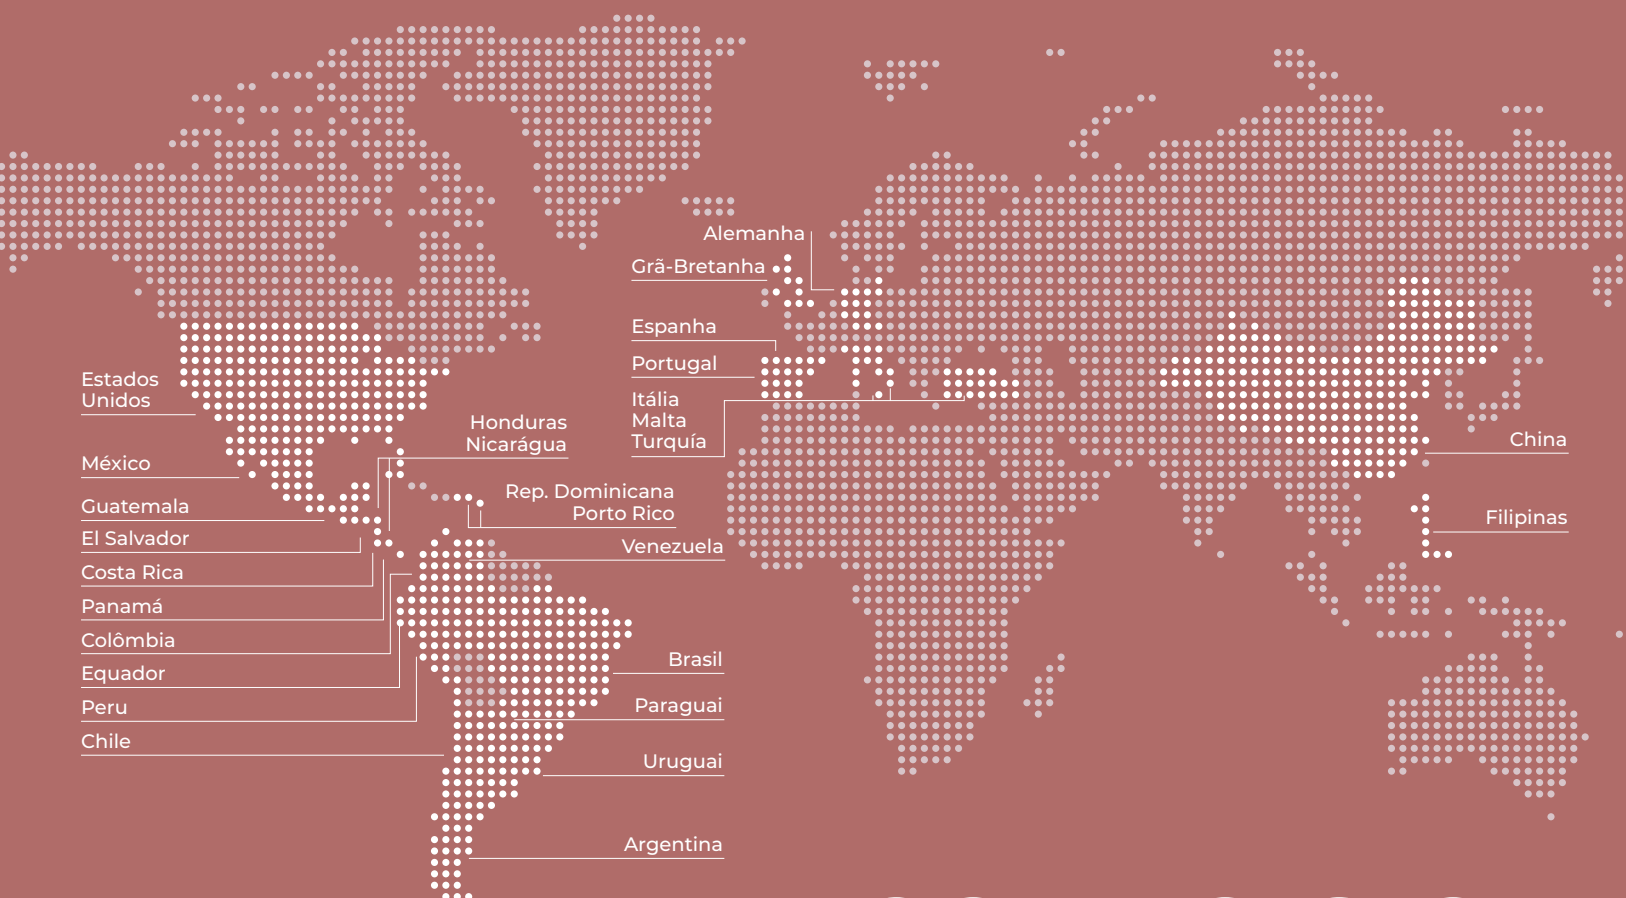 Alemanha
Grã-Bretanha
Espanha
Portugal
Itália
Malta
Turquía
Estados
Unidos
México
Guatemala
El Salvador
Costa Rica
Panamá
Colômbia
Equador
Peru
Chile
Honduras
Nicarágua
Rep. Dominicana
Porto Rico
Venezuela
Brasil
Paraguai
Uruguai
Argentina
China
Filipinas